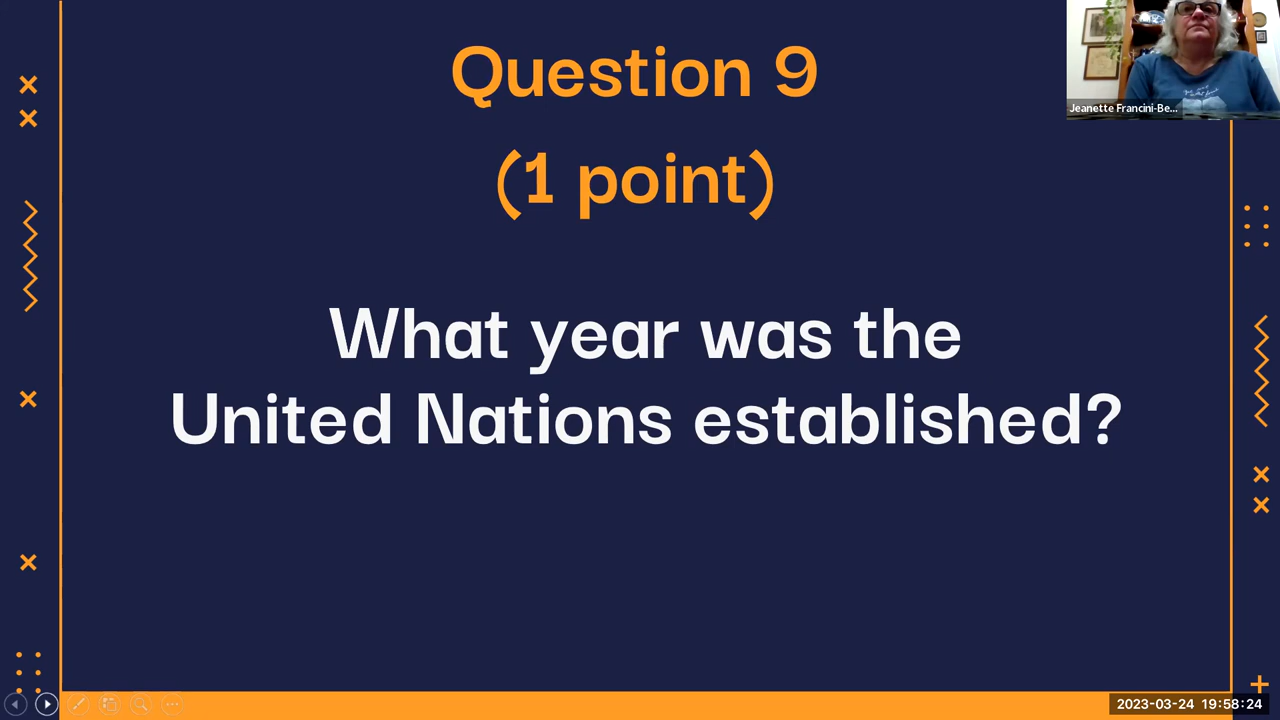 Question 9
(1 point)
What year was the
United Nations established?
Jeanette Francini-Be...
2023-03-24 19:58:24